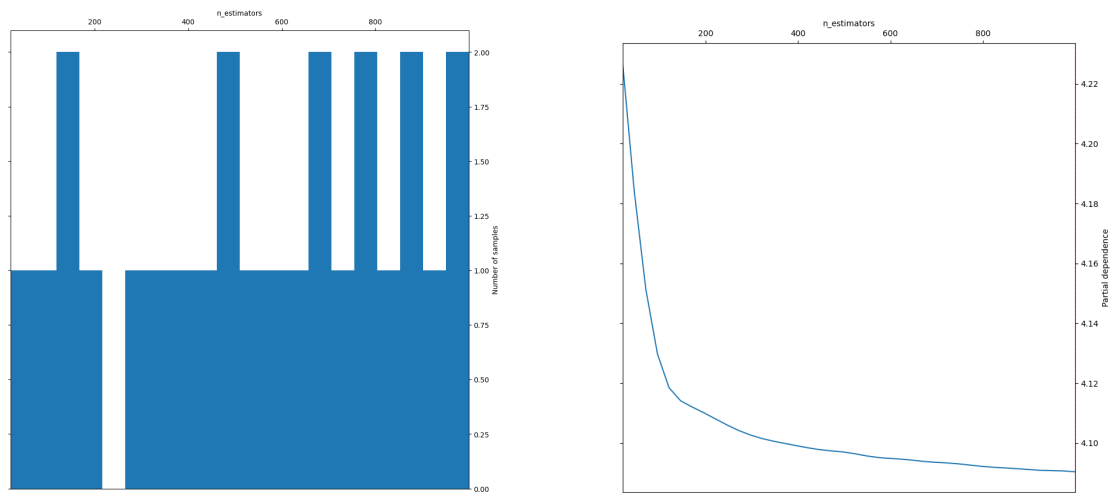 n_estimators
200 400 600 800
2.00
1.75
1.50
1.25
1.00
0.75
0.50
0.25
0.00
Number of samples
n_estimators
200 400 600 800
4.22
4.20
4.18
4.16
4.14
4.12
4.10
Partial dependence